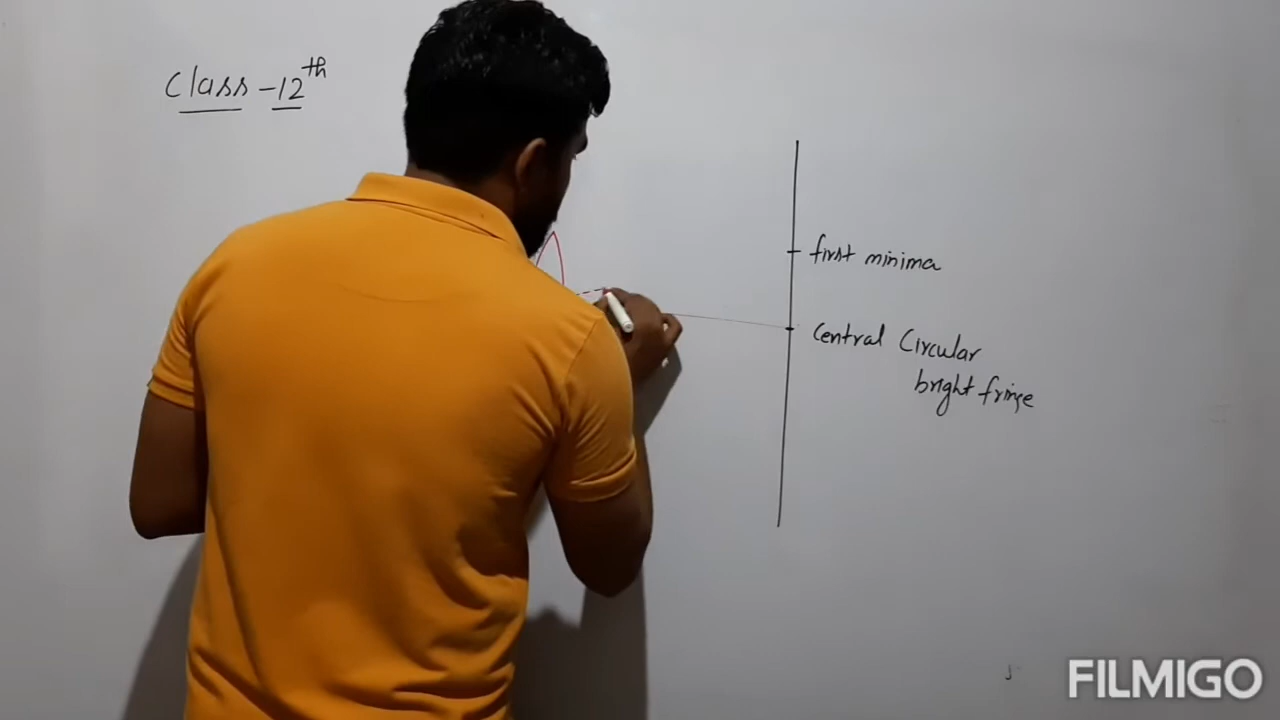 Class - 12th
first minima
Central Circular
bright fringe
FILMIGO